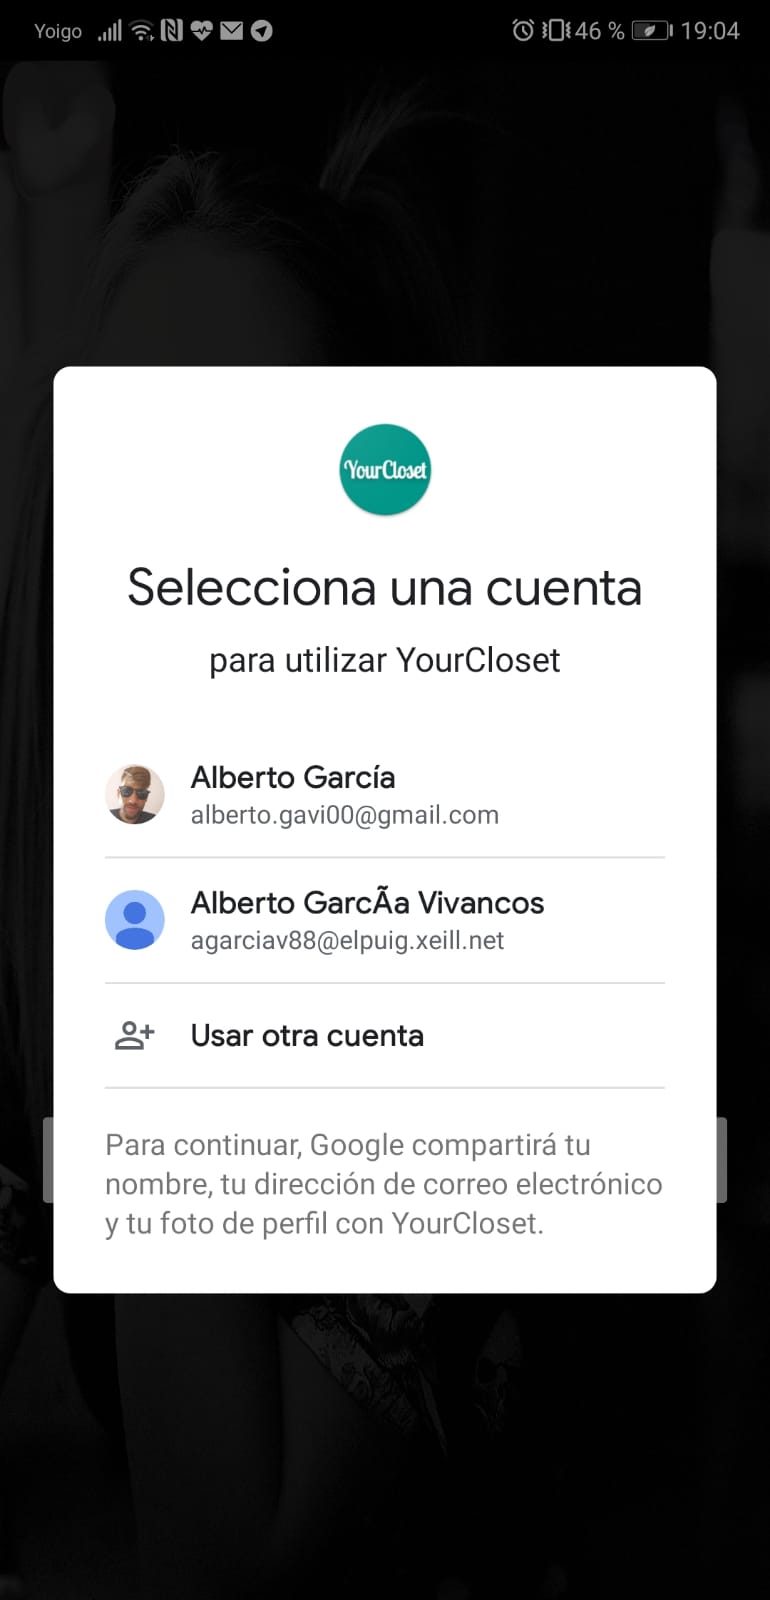 Yoigo 46 % 19:04
YourCloset
Selecciona una cuenta
para utilizar YourCloset
Alberto García
alberto.gavi00@gmail.com
Alberto GarcÃa Vivancos
agarciav88@elpuig.xeill.net
Usar otra cuenta
Para continuar, Google compartirá tu
nombre, tu dirección de correo electrónico
y tu foto de perfil con YourCloset.